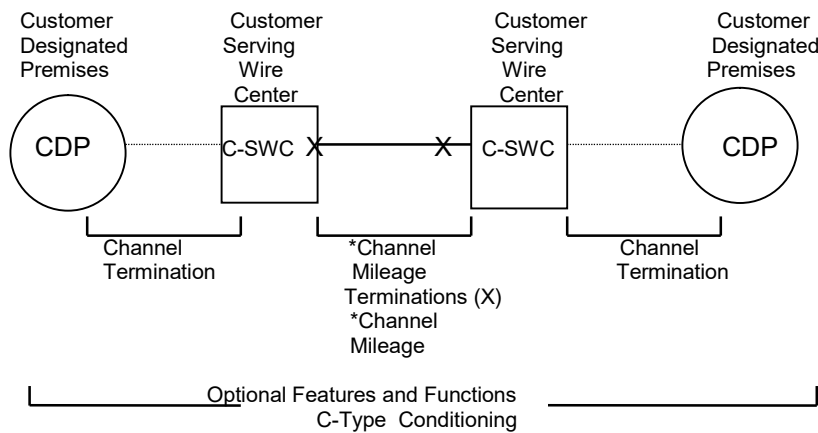 Customer
Designated
Premises
Customer
Serving
Wire
Center
Customer
Serving
Wire
Center
Customer
Designated
Premises
CDP
C-SWC
X
X
C-SWC
CDP
Channel
Termination
*Channel
Mileage
Terminations (X)
*Channel
Mileage
Channel
Termination
Optional Features and Functions
C-Type Conditioning